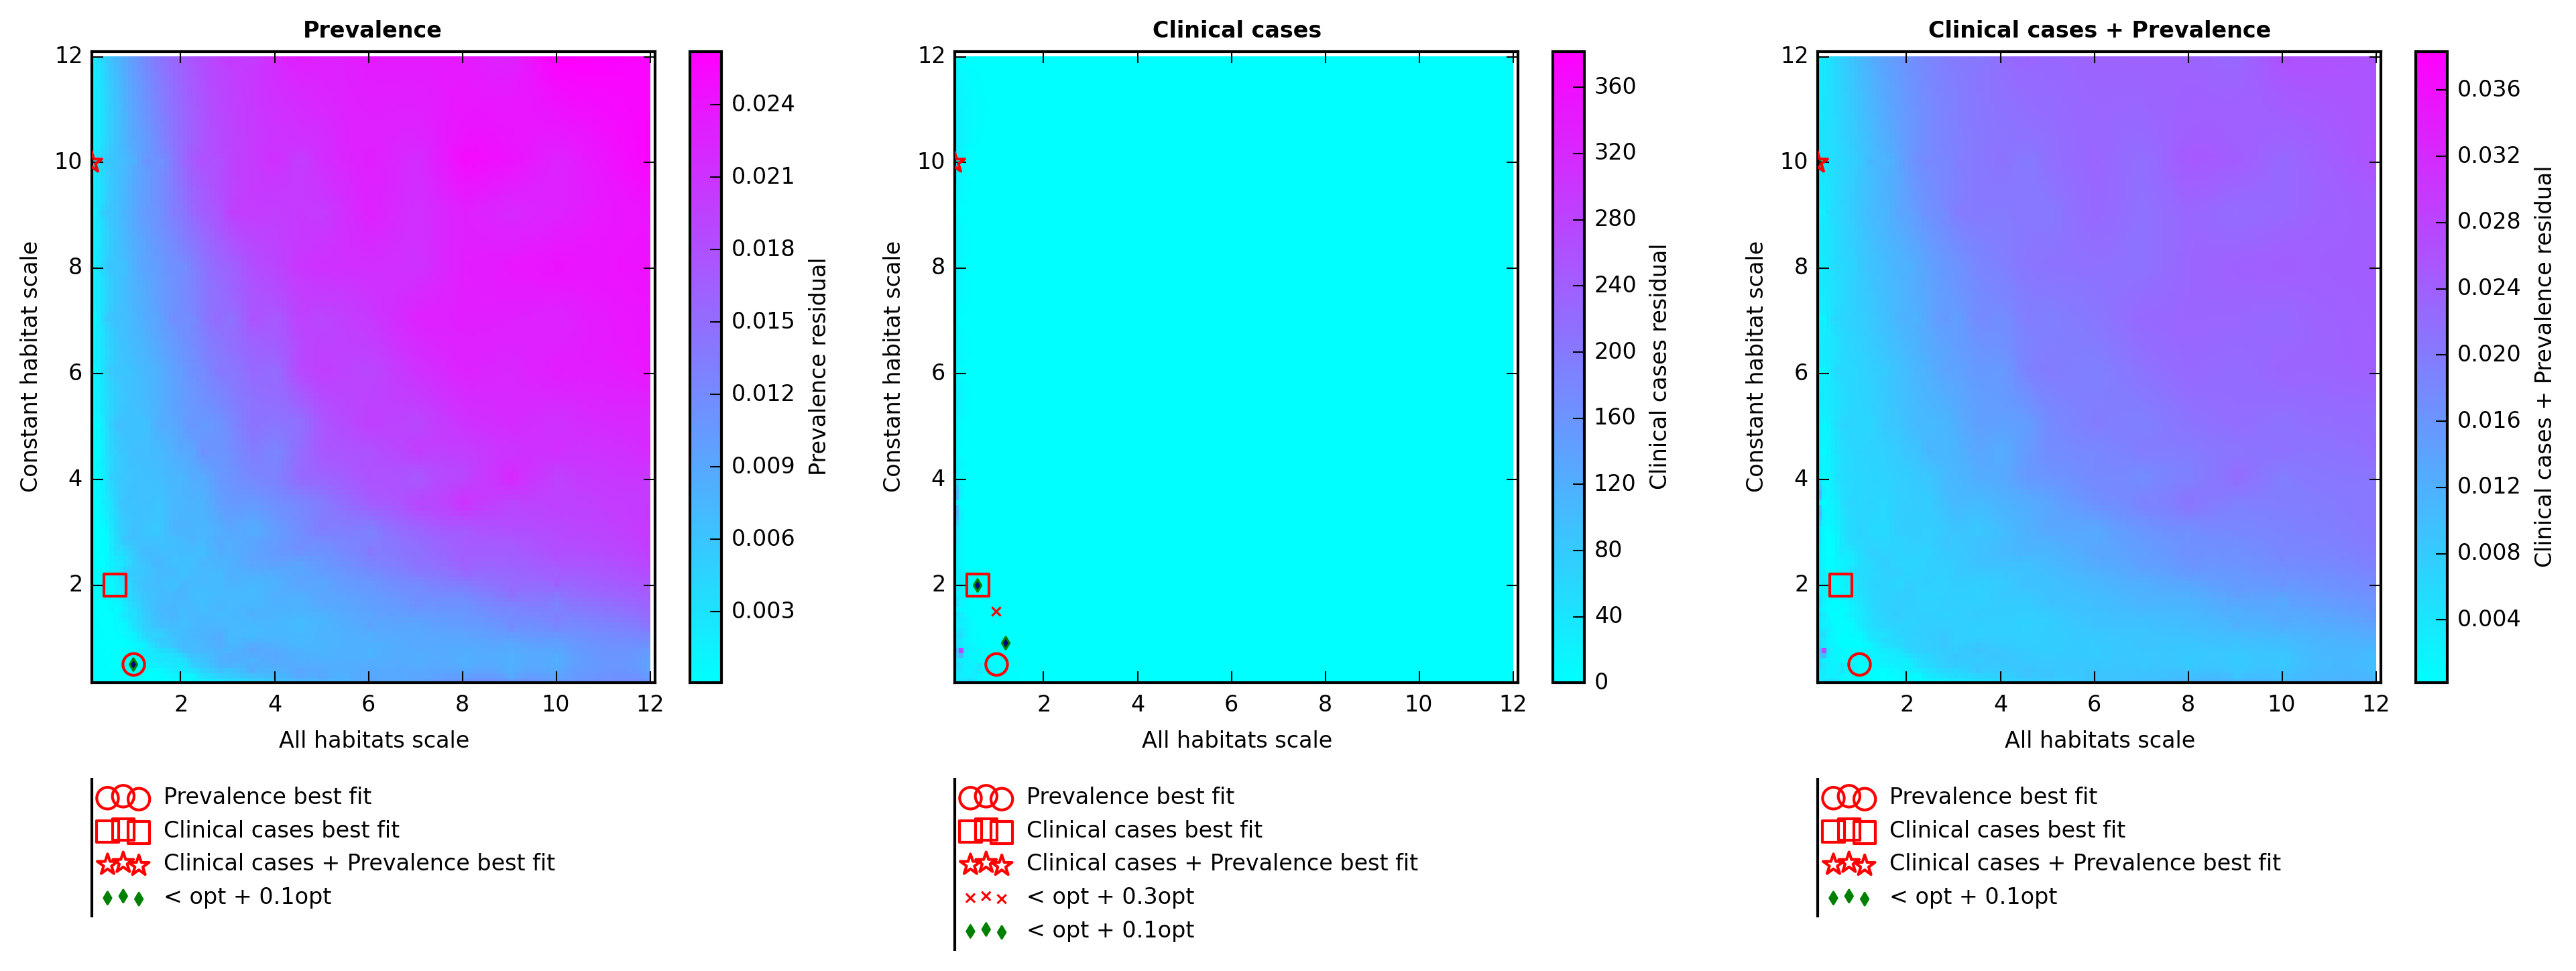 Prevalence
12
10
8
6
4
2
Constant habitat scale
2 4 6 8 10 12
All habitats scale
0.024
0.021
0.018
0.015
0.012
0.009
0.006
0.003
Prevalence residual
Prevalence best fit
Clinical cases best fit
Clinical cases + Prevalence best fit
< opt + 0.1opt
Clinical cases
12
10
8
6
4
2
Constant habitat scale
2 4 6 8 10 12
All habitats scale
360
320
280
240
200
160
120
80
40
0
Clinical cases residual
Prevalence best fit
Clinical cases best fit
Clinical cases + Prevalence best fit
< opt + 0.3opt
< opt + 0.1opt
Clinical cases + Prevalence
12
10
8
6
4
2
Constant habitat scale
2 4 6 8 10 12
All habitats scale
0.036
0.032
0.028
0.024
0.020
0.016
0.012
0.008
0.004
Clinical cases + Prevalence residual
Prevalence best fit
Clinical cases best fit
Clinical cases + Prevalence best fit
< opt + 0.1opt